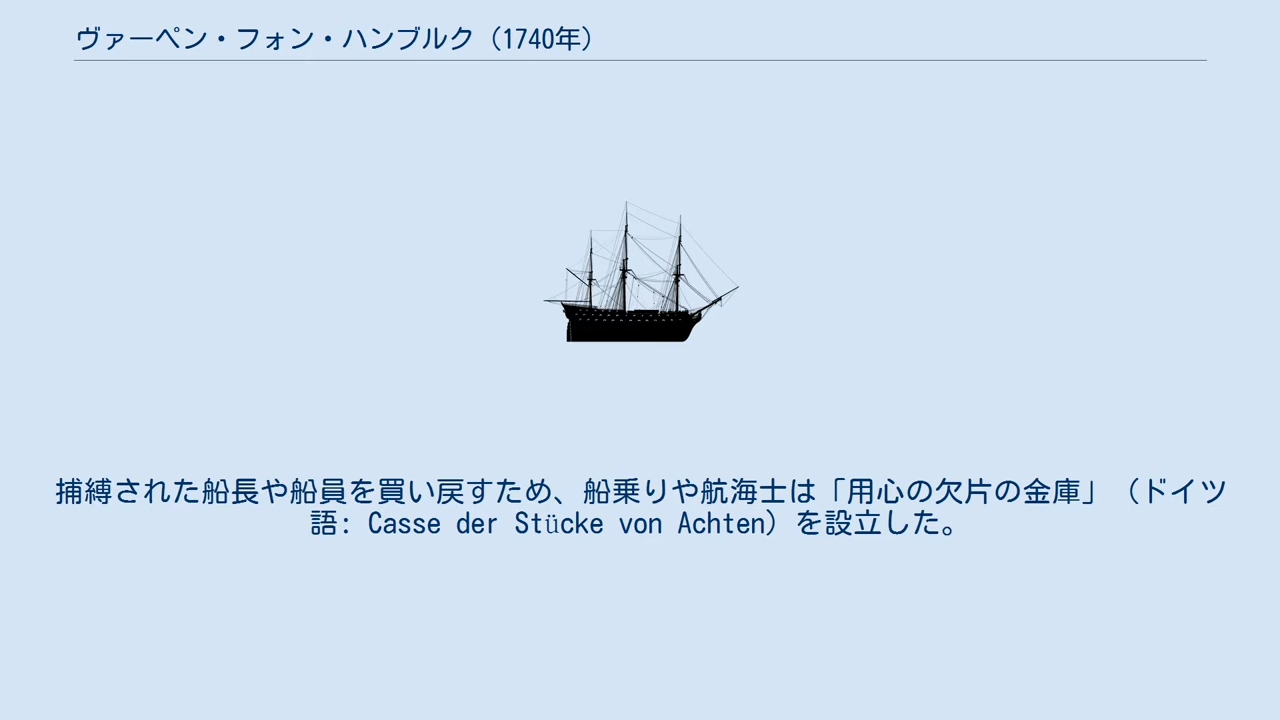 ヴァーペン・フォン・ハンブルク（1740年）
捕縛された船長や船員を買い戻すため、船乗りや航海士は「用心の欠片の金庫」（ドイツ
語: Casse der Stücke von Achten）を設立した。